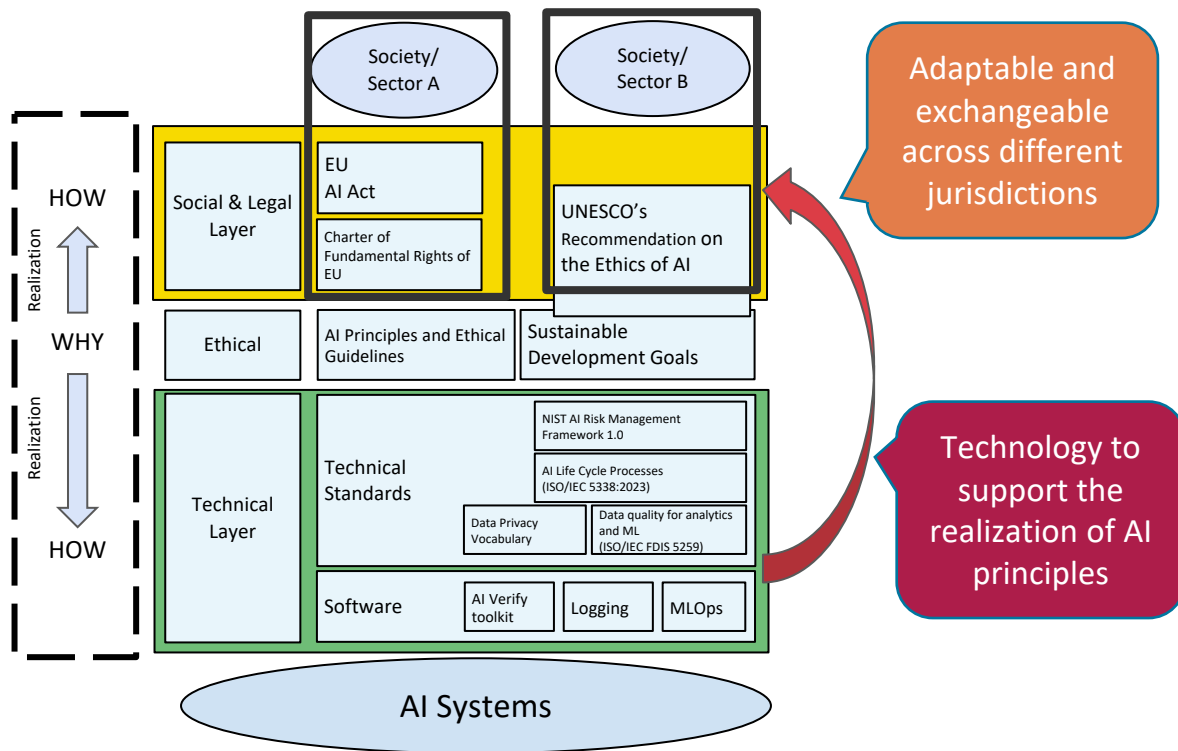 Society/
Sector A
Society/
Sector B
Adaptable and
exchangeable
across different
jurisdictions
HOW
Realization
WHY
Realization
HOW
Social & Legal
Layer
EU
AI Act
Charter of
Fundamental Rights of
EU
UNESCO’s
Recommendation on
the Ethics of AI
Ethical
AI Principles and Ethical
Guidelines
Sustainable
Development Goals
Technical
Layer
Technical
Standards
NIST AI Risk Management
Framework 1.0
AI Life Cycle Processes
(ISO/IEC 5338:2023)
Data Privacy
Vocabulary
Data quality for analytics
and ML
(ISO/IEC FDIS 5259)
Software
AI Verify
toolkit
Logging
MLOps
Technology to
support the
realization of AI
principles
AI Systems